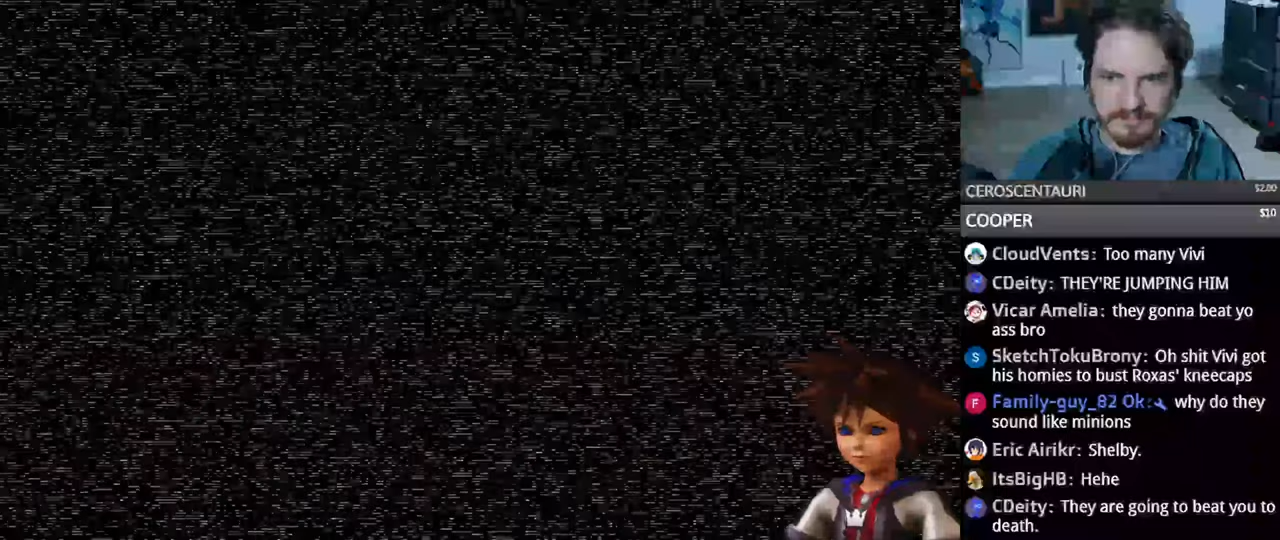 CEROSCENTAURI $2.00
COOPER $10
CloudVents: Too many Vivi
CDeity: THEY'RE JUMPING HIM
Vicar Amelia: they gonna beat yo
ass bro
S SketchTokuBrony: Oh shit Vivi got
his homies to bust Roxas' kneecaps
F Family-guy_82 Ok: why do they
sound like minions
Eric Airikr: Shelby.
ItsBigHB: Hehe
CDeity: They are going to beat you to
death.